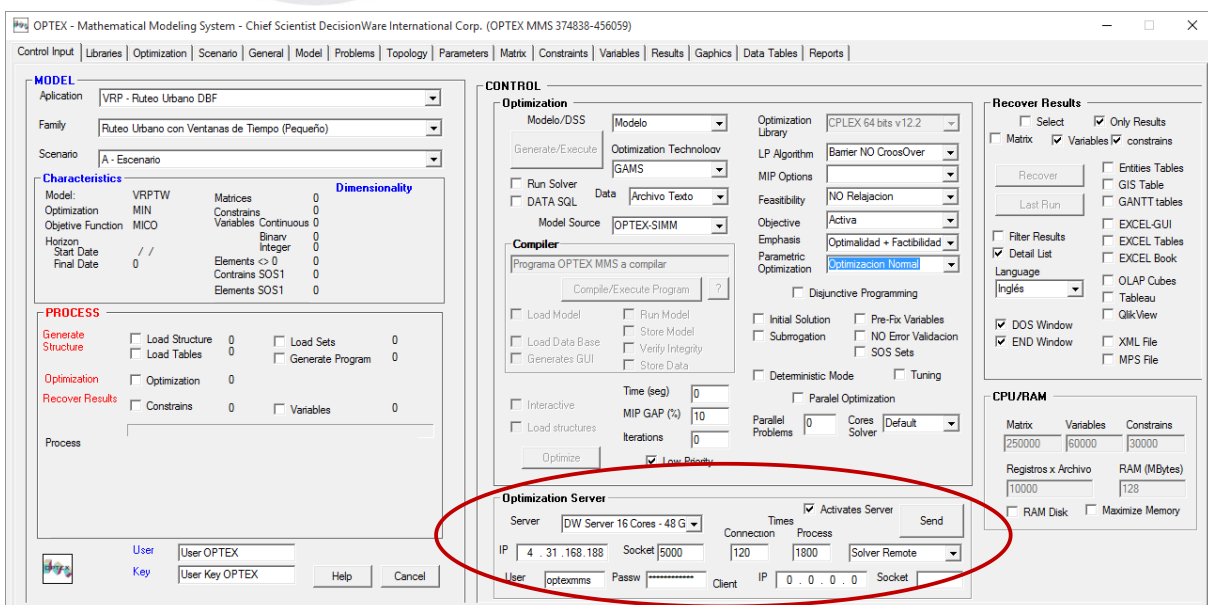 OPTEX - Mathematical Modeling System - Chief Scientist DecisionWare International Corp. (OPTEX MMS 374838-456059)
Control Input Libraries Optimization Scenario General Model Problems Topology Parameters Matrix Constraints Variables Results Gaphics Data Tables Reports
MODEL
Aplication VRP - Ruteo Urbano DBF
Family Ruteo Urbano con Ventanas de Tiempo (Pequeño)
Scenario A - Escenario
Characteristics
Dimensionality
Model: VRPTW
Optimization MIN
Objetive Function MICO
Horizon
Start Date / /
Final Date 0
Matrices 0
Constrains 0
Variables Continuous 0
Binary 0
Integer 0
Elements <> 0 0
Contrains SOS1 0
Elements SOS1 0
PROCESS
Generate Structure
Load Structure 0 Load Sets 0
Load Tables 0 Generate Program 0
Optimization Optimization 0
Recover Results
Constrains 0 Variables 0
Process
User User OPTEX
Key User Key OPTEX
Help Cancel
CONTROL
Optimization
Modelo/DSS Modelo
Generate/Execute
Optimization Technology
GAMS
Run Solver
DATA SQL
Data Archivo Texto
Model Source OPTEX-SIMM
Compiler
Programa OPTEX MMS a compilar
Compile/Execute Program ?
Load Model Run Model
Store Model
Load Data Base Verify Integrity
Generates GUI Store Data
Interactive
Load structures
Optimize
Time (seg) 0
MIP GAP (%) 10
Iterations 0
Low Priority
Optimization Library CPLEX 64 bits v12.2
LP Algorithm Barrier NO CroosOver
MIP Options
Feasitibility NO Relajacion
Objective Activa
Emphasis Optimalidad + Factibilidad
Parametric Optimization Optimizacion Normal
Disjunctive Programming
Initial Solution Pre-Fix Variables
Subrrogation NO Error Validacion
SOS Sets
Deterministic Mode Tuning
Paralel Optimization
Parallel Problems 0 Cores Solver Default
Optimization Server
Server DW Server 16 Cores - 48 G
Activates Server
Times
Connection Process
Send
IP 4 . 31 .168.188 Socket 5000 120 1800 Solver Remote
User optexmms Passw ************ Client IP 0 . 0 . 0 . 0 Socket
Recover Results
Select Only Results
Matrix Variables constrains
Recover
Last Run
Entities Tables
GIS Table
GANTT tables
Filter Results
Detail List
EXCEL-GUI
EXCEL Tables
EXCEL Book
Language
Inglés
OLAP Cubes
Tableau
QlikView
DOS Window
END Window
XML File
MPS File
CPU/RAM
Matrix Variables Constrains
250000 60000 30000
Registros x Archivo RAM (MBytes)
10000 128
RAM Disk Maximize Memory